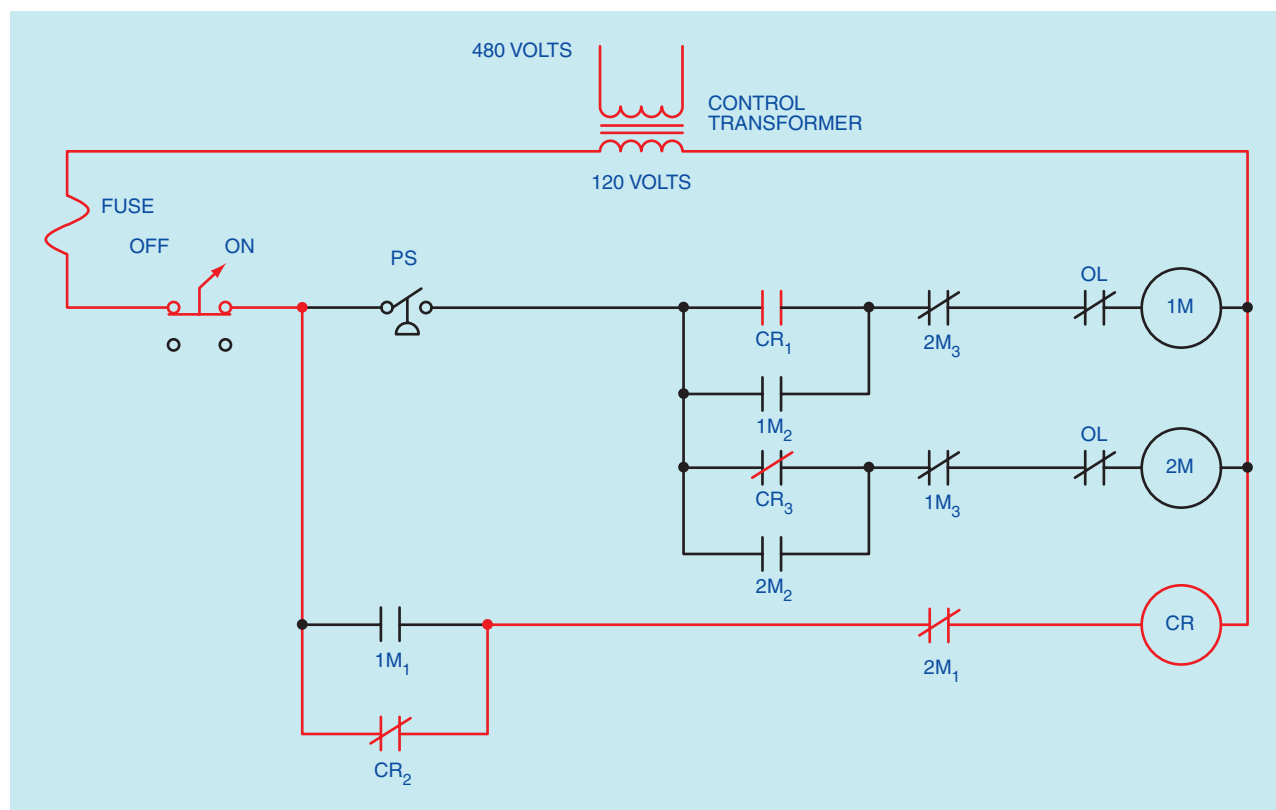 480 VOLTS
CONTROL
TRANSFORMER
120 VOLTS
FUSE
OFF
ON
PS
CR1
2M3
OL
1M
1M2
CR3
1M3
OL
2M
2M2
1M1
2M1
CR
CR2